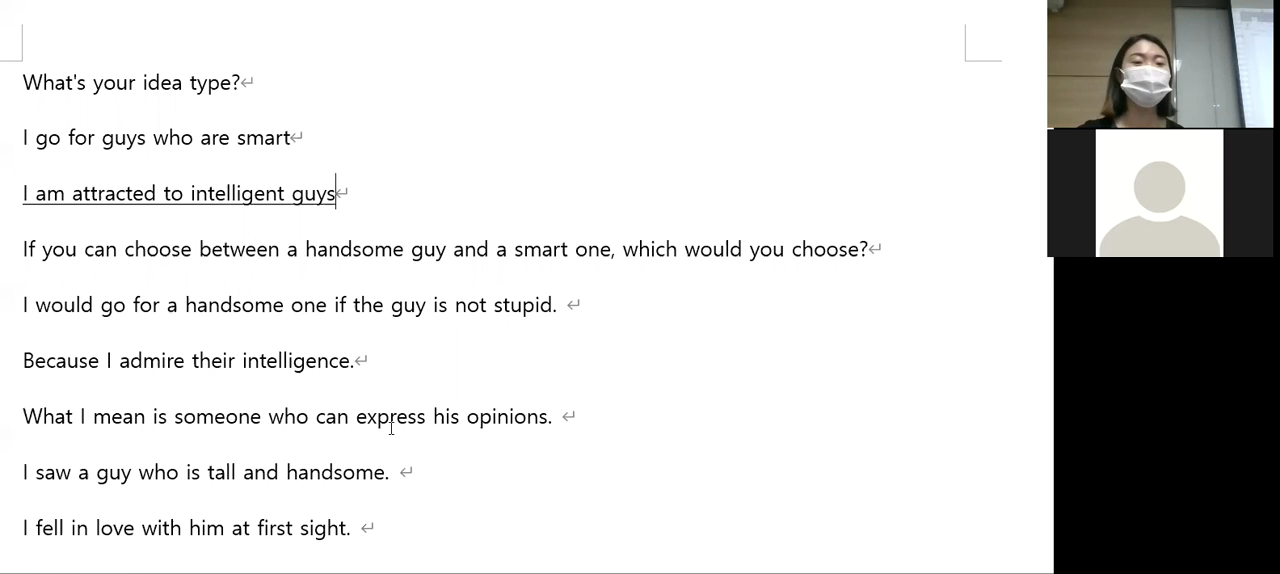 What's your idea type?
I go for guys who are smart
I am attracted to intelligent guys
If you can choose between a handsome guy and a smart one, which would you choose?
I would go for a handsome one if the guy is not stupid.
Because I admire their intelligence.
What I mean is someone who can express his opinions.
I saw a guy who is tall and handsome.
I fell in love with him at first sight.